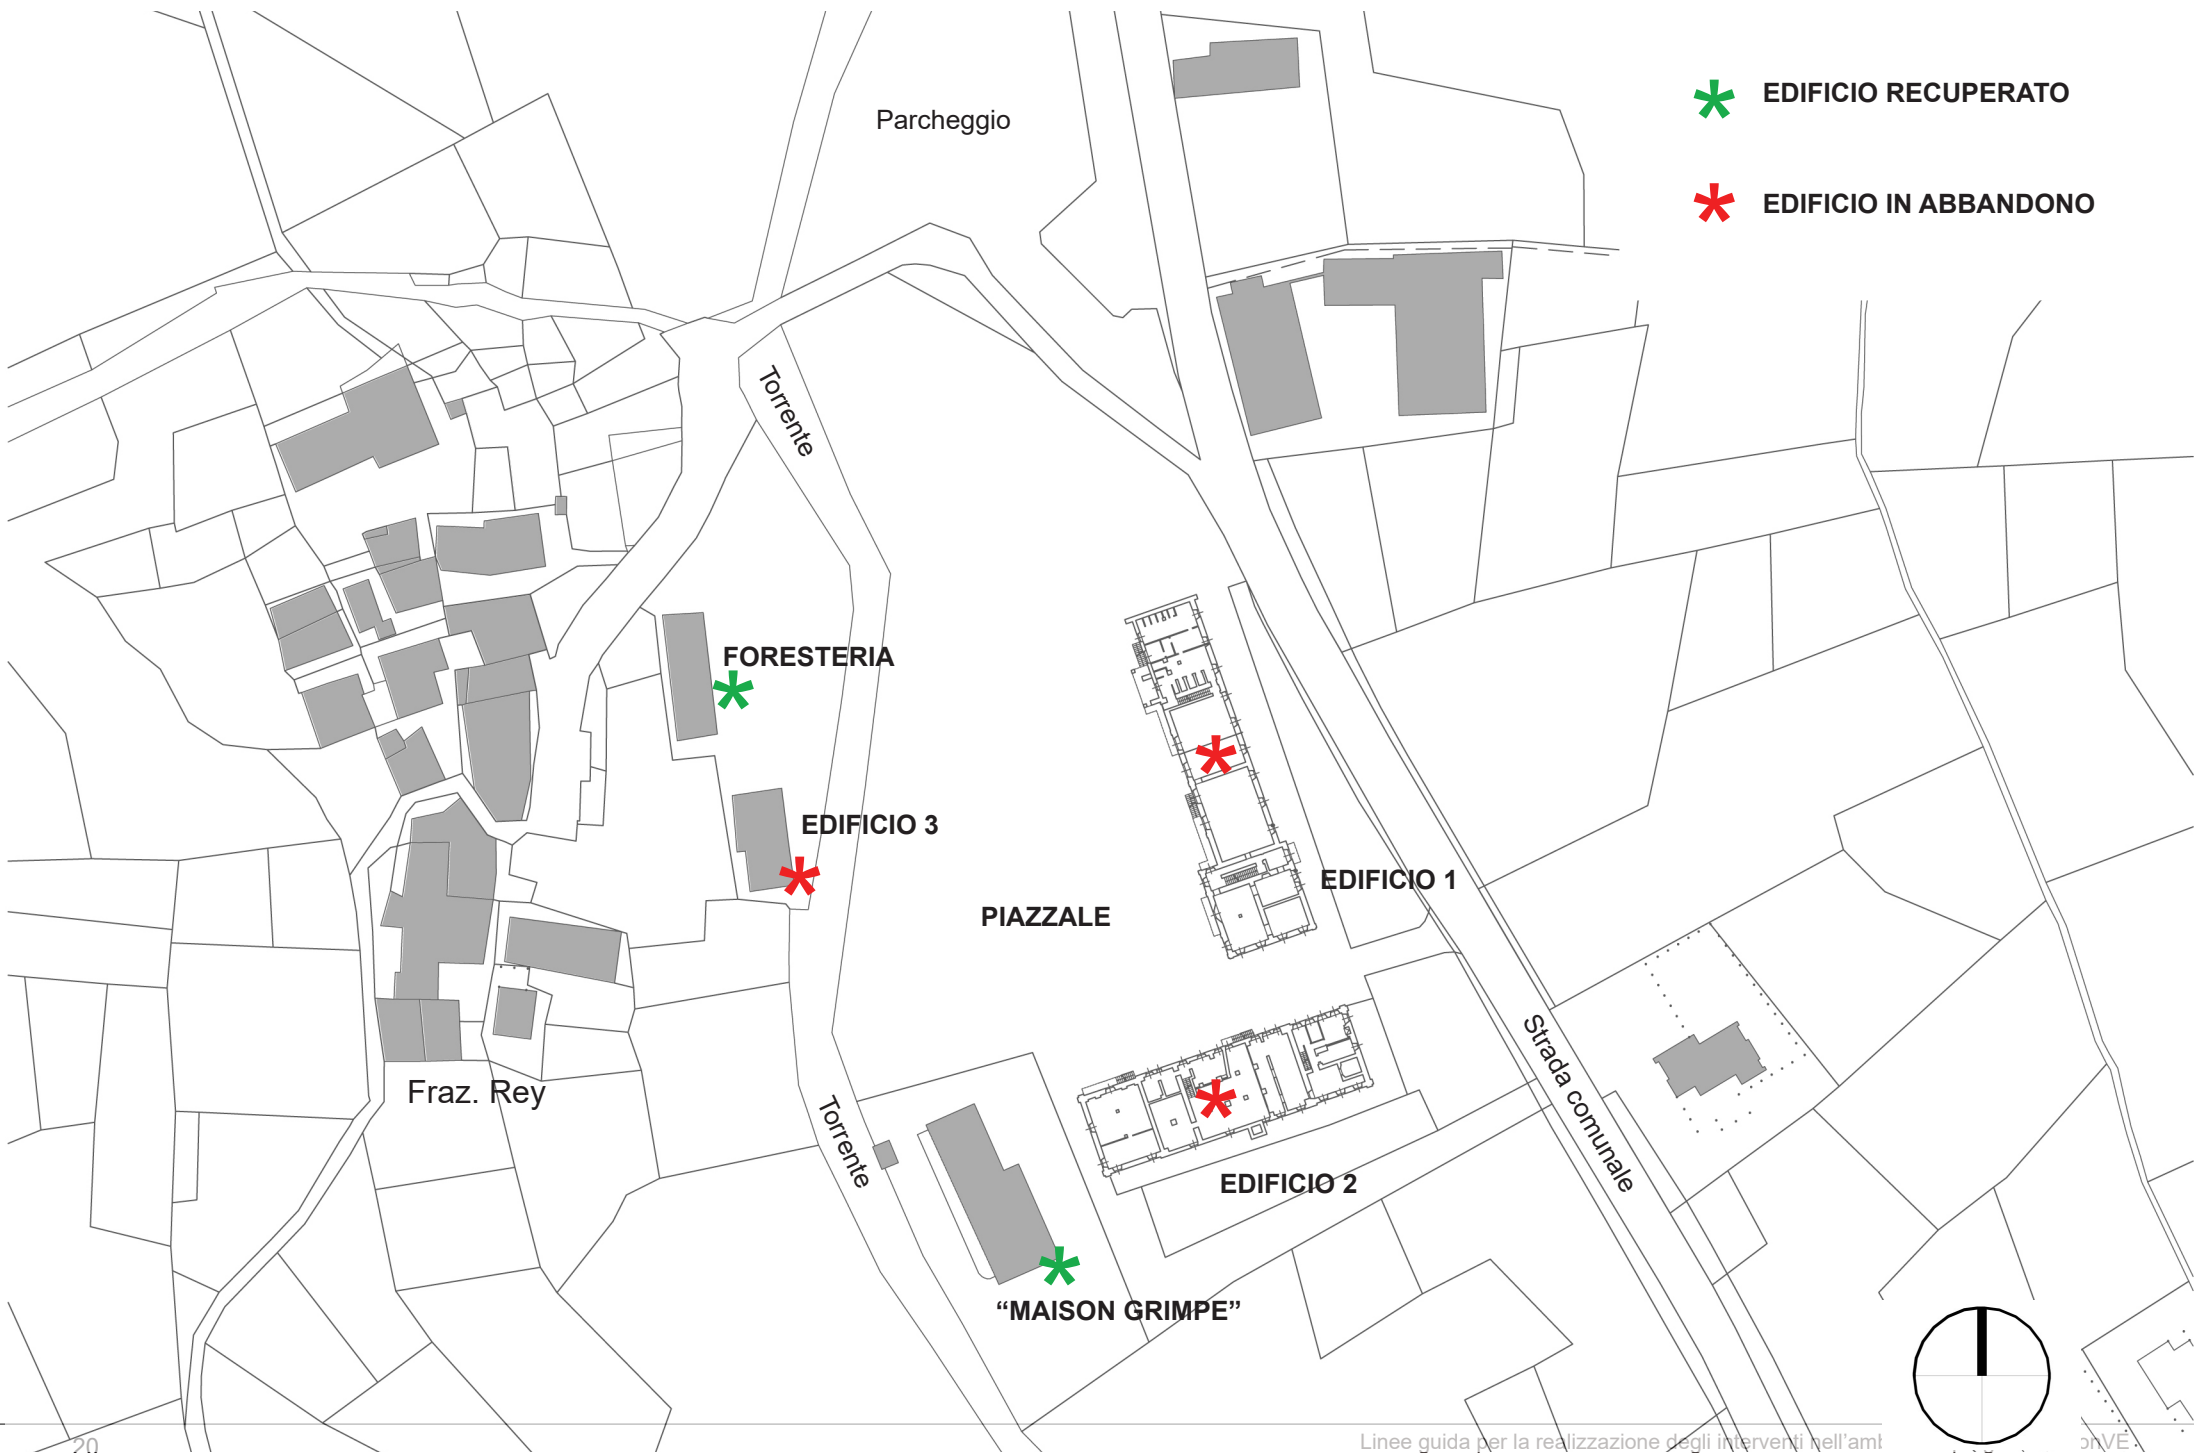 Parcheggio
EDIFICIO RECUPERATO
EDIFICIO IN ABBANDONO
Torrente
FORESTERIA
EDIFICIO 3
EDIFICIO 1
PIAZZALE
Strada comunale
Fraz. Rey
Torrente
EDIFICIO 2
“MAISON GRIMPE”
20
Linee guida per la realizzazione degli interventi nell'amb